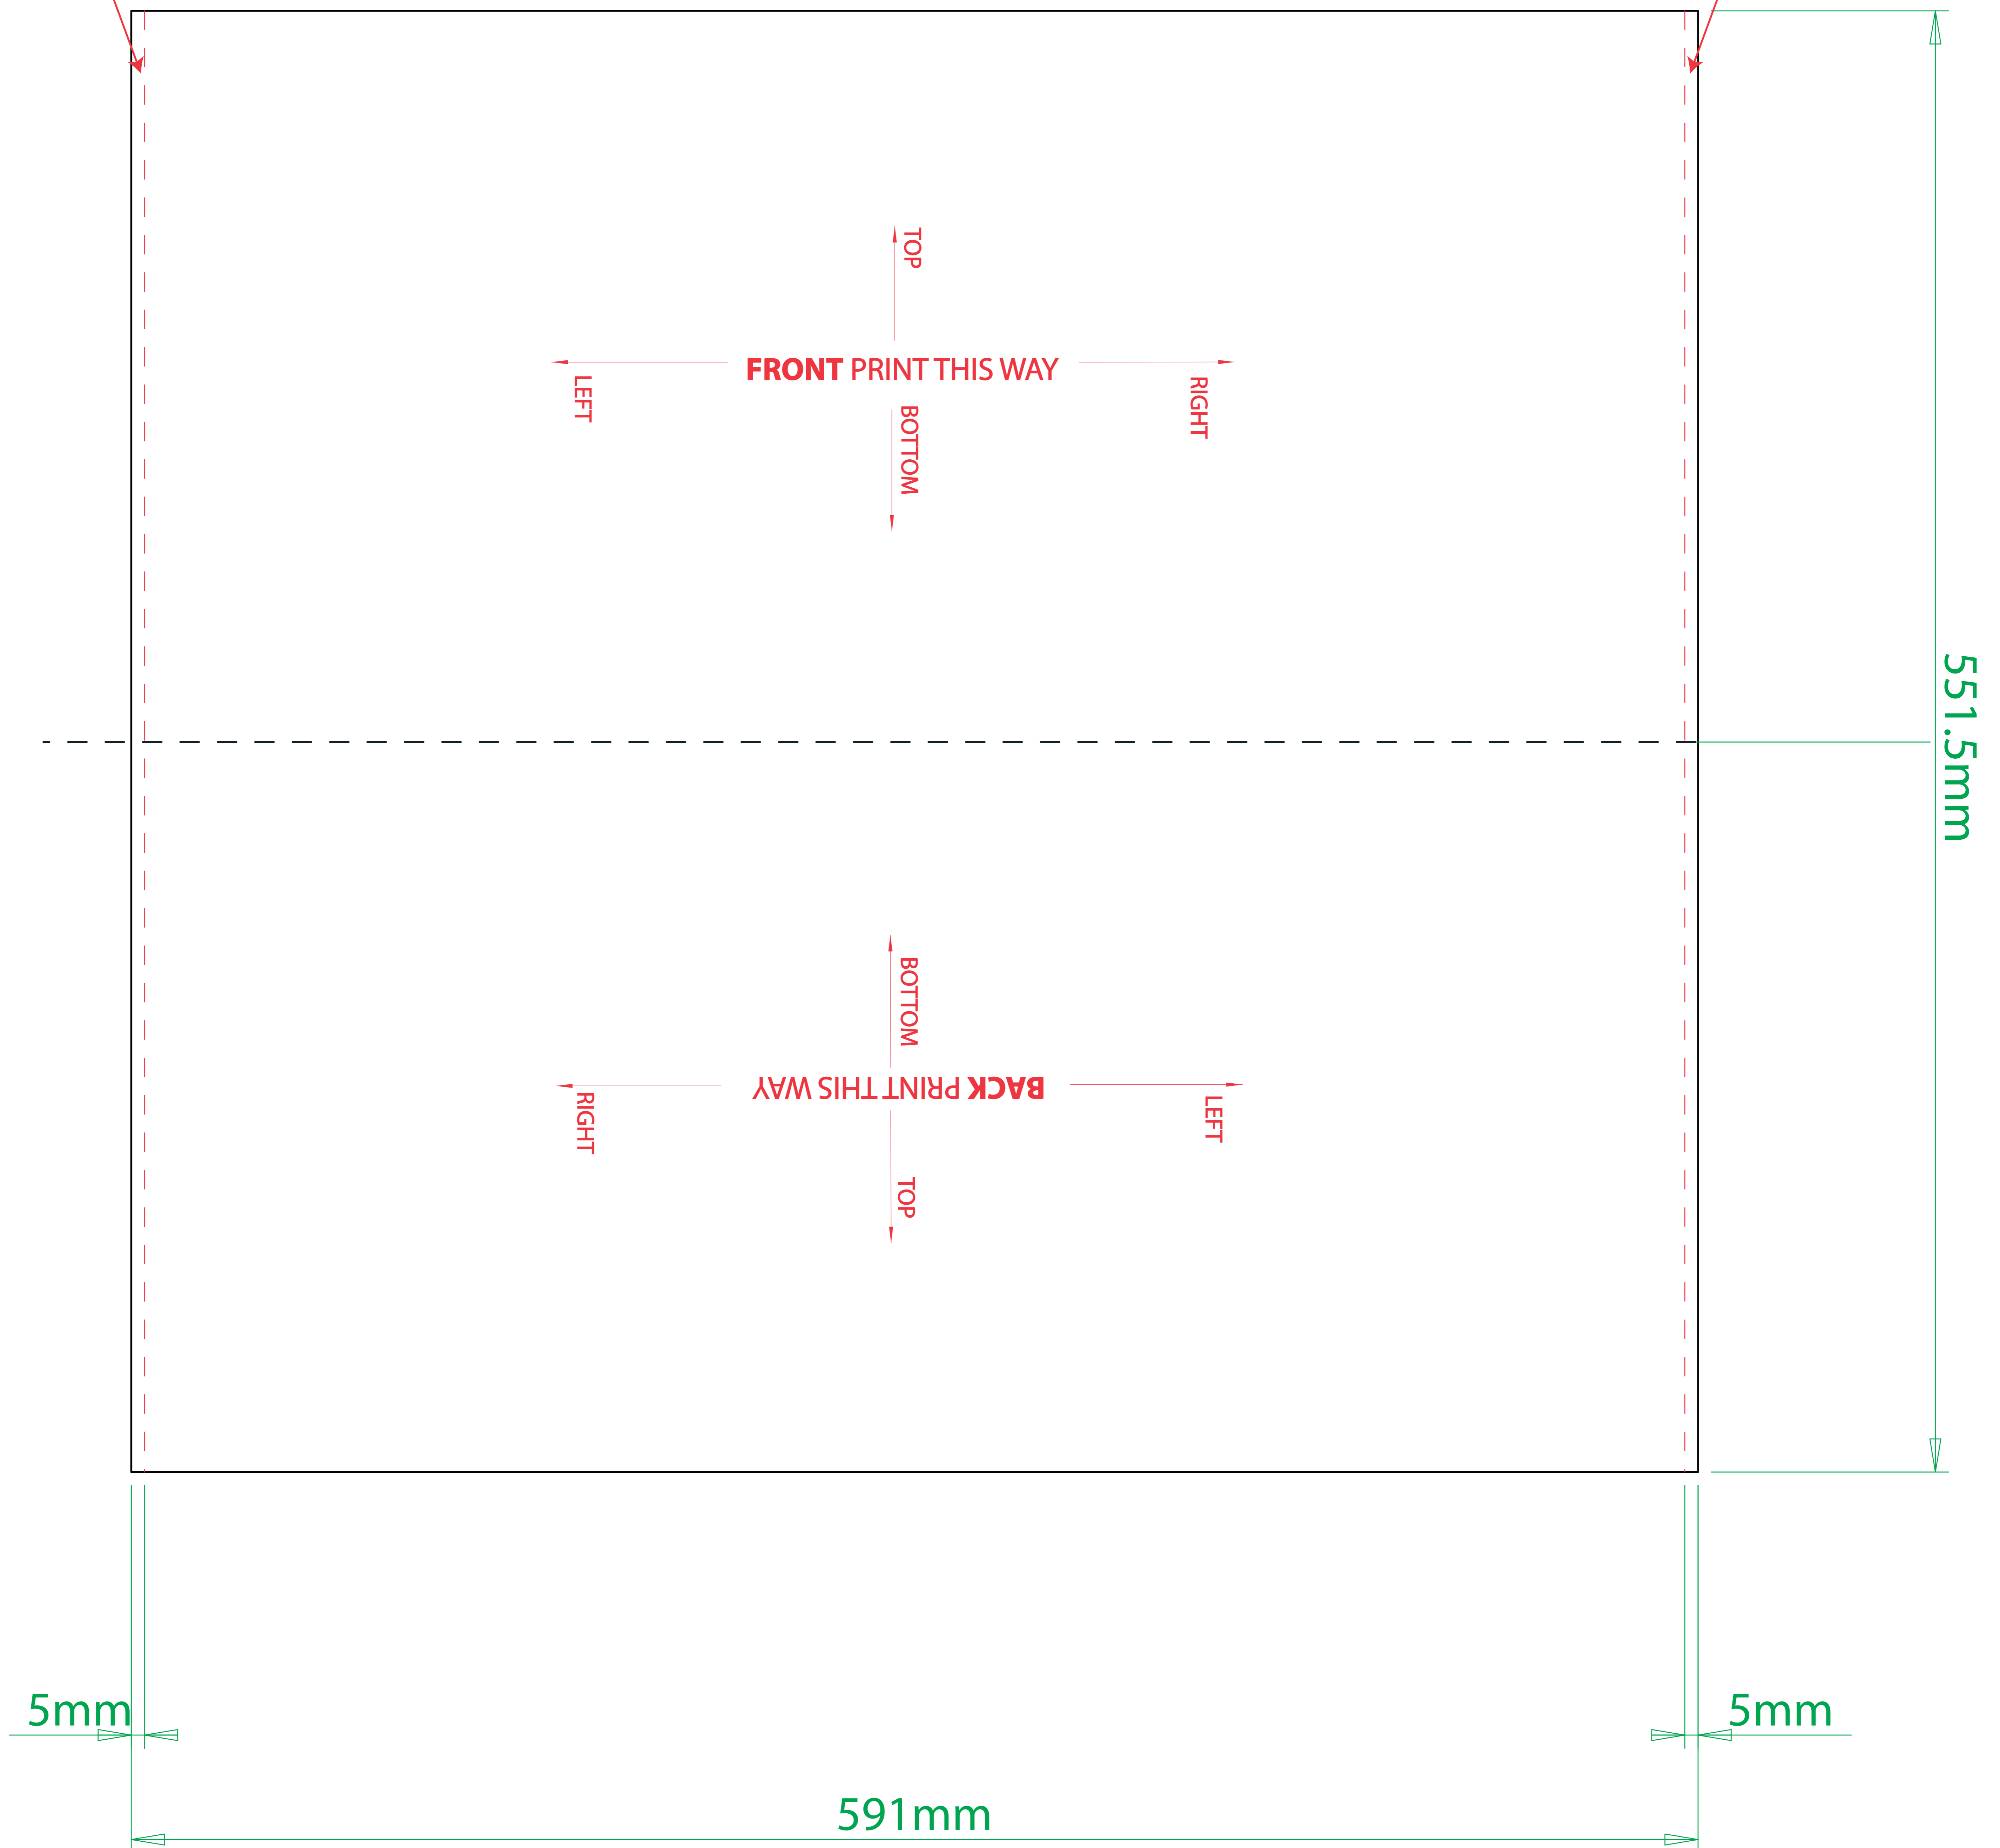 TOP
FRONT PRINT THIS WAY
LEFT
RIGHT
BOTTOM
551.5mm
BOTTOM
BACK PRINT THIS WAY
RIGHT
LEFT
TOP
5mm
5mm
591mm